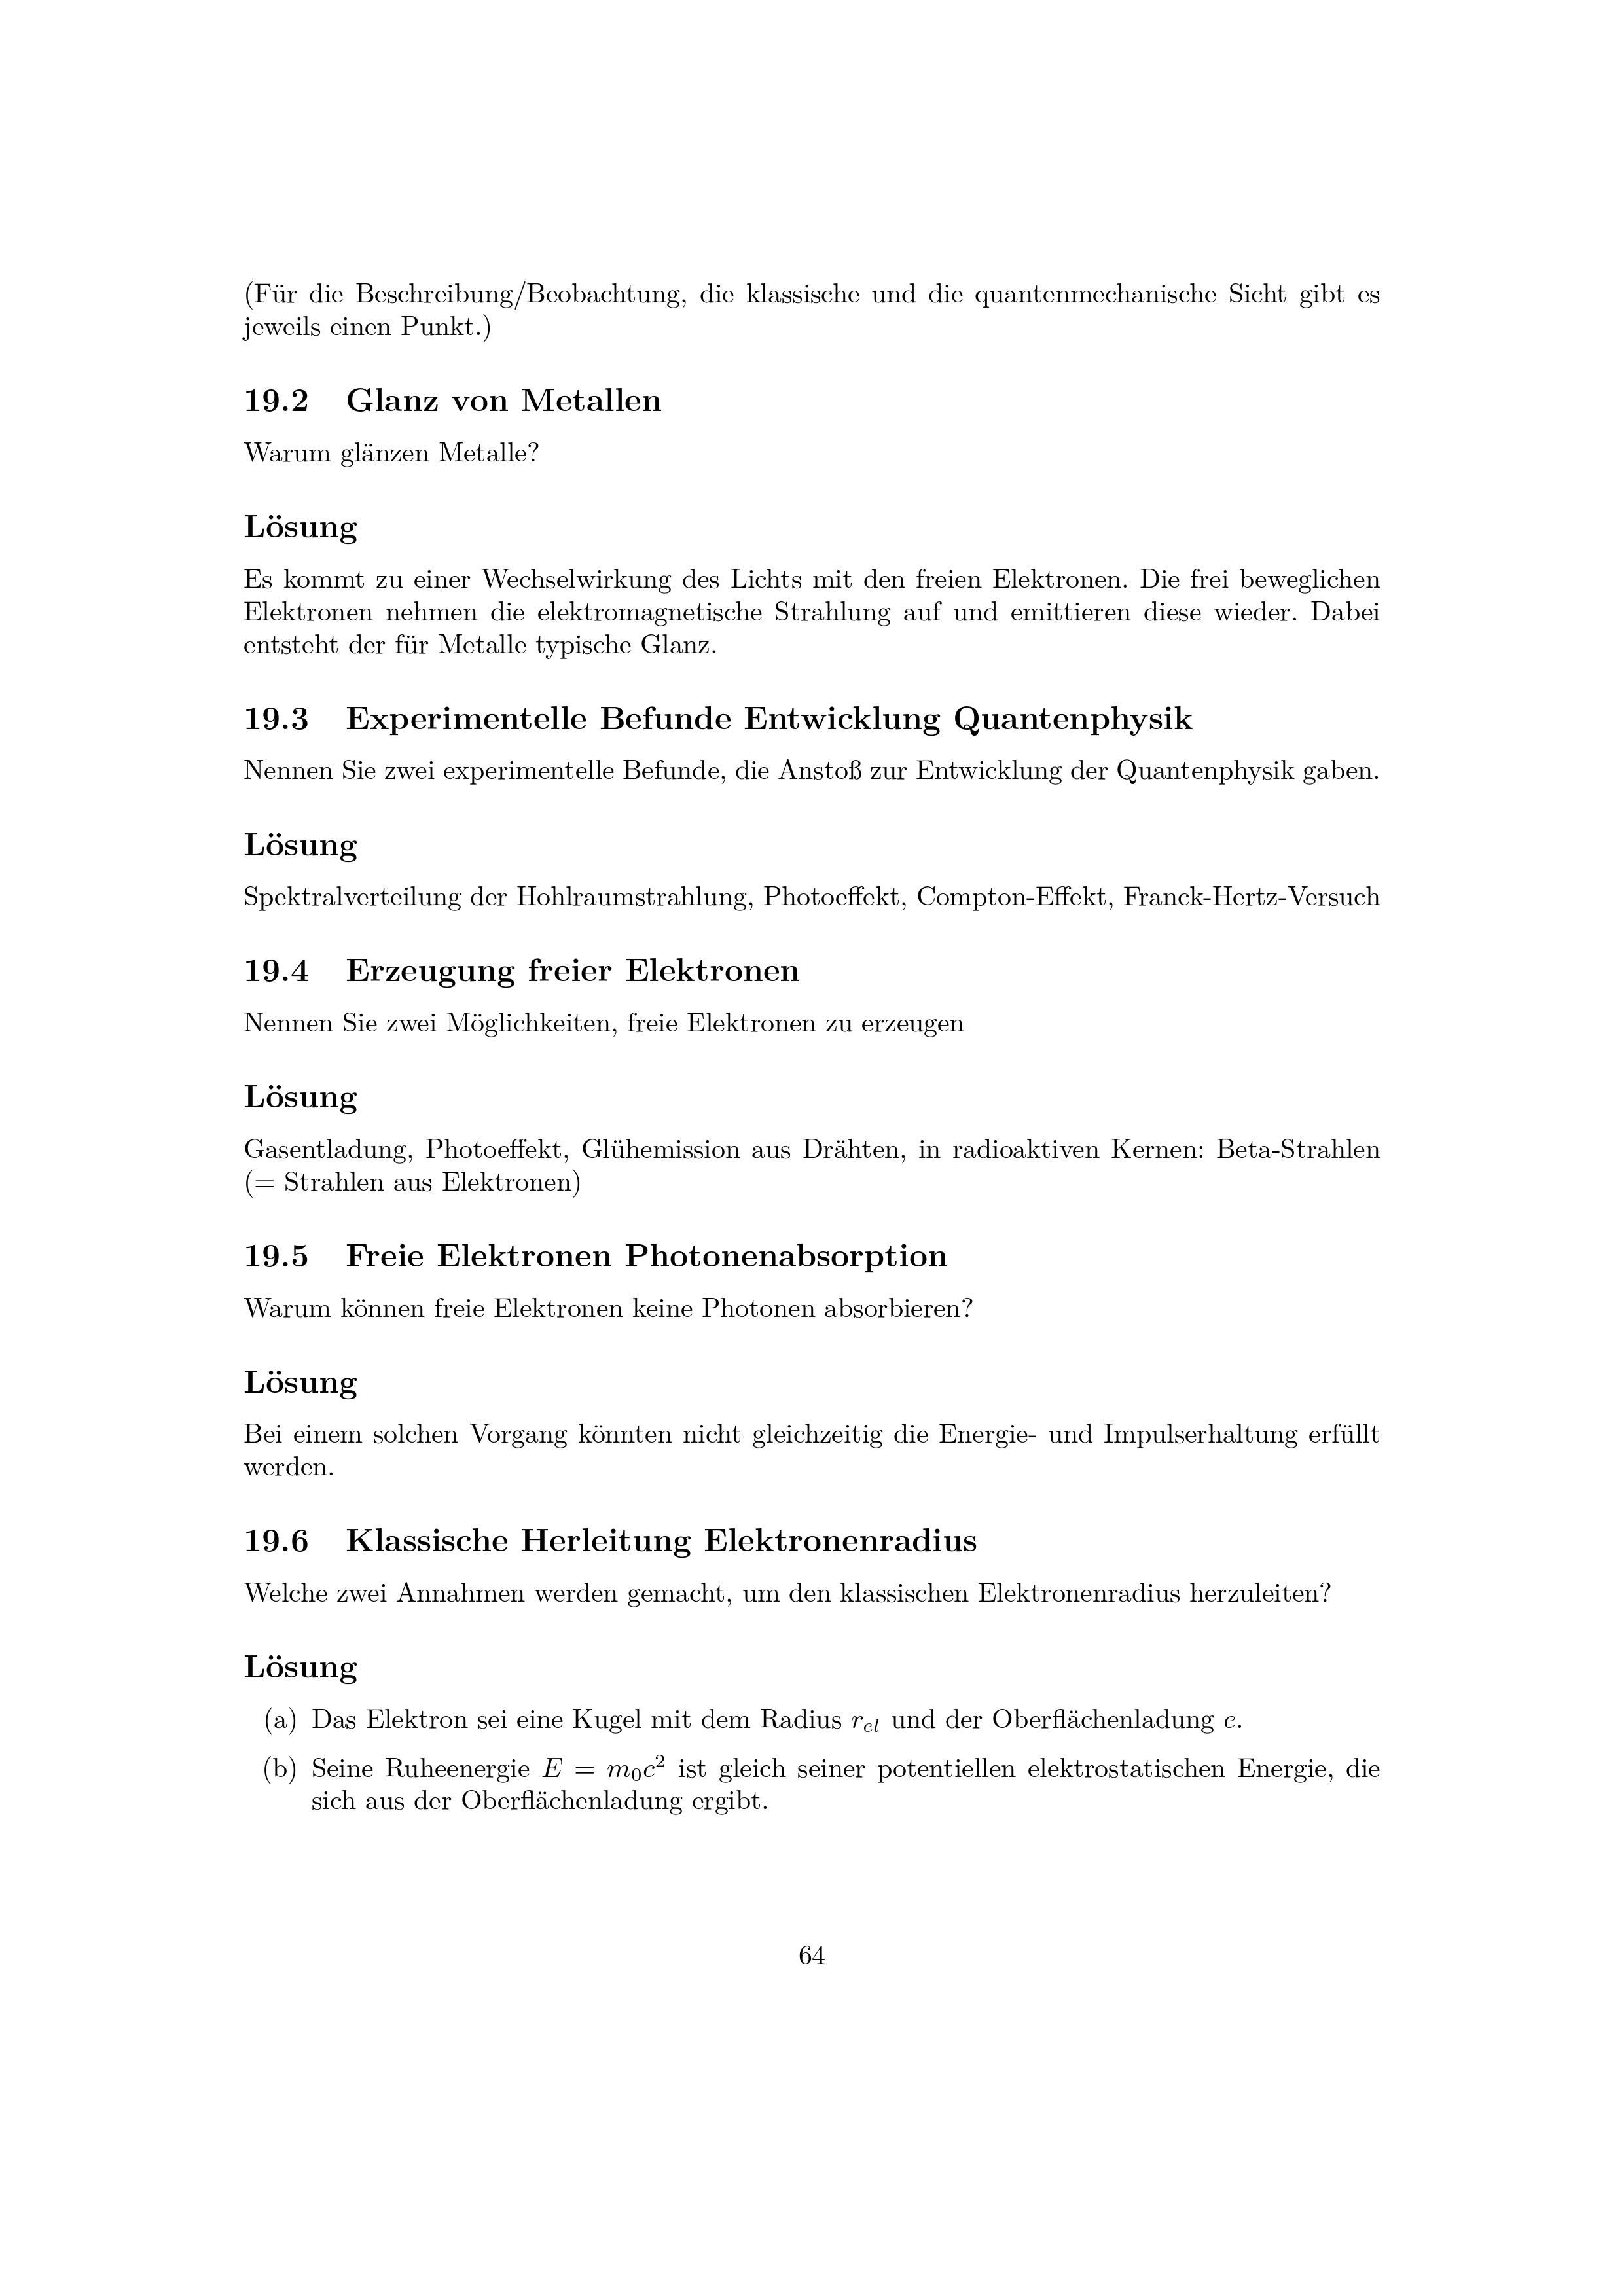 (Für die Beschreibung/Beobachtung, die klassische und die quantenmechanische Sicht gibt es
jeweils einen Punkt.)
19.2 Glanz von Metallen
Warum glänzen Metalle?
Lösung
Es kommt zu einer Wechselwirkung des Lichts mit den freien Elektronen. Die frei beweglichen
Elektronen nehmen die elektromagnetische Strahlung auf und emittieren diese wieder. Dabei
entsteht der für Metalle typische Glanz.
19.3 Experimentelle Befunde Entwicklung Quantenphysik
Nennen Sie zwei experimentelle Befunde, die Anstoß zur Entwicklung der Quantenphysik gaben.
Lösung
Spektralverteilung der Hohlraumstrahlung, Photoeffekt, Compton-Effekt, Franck-Hertz-Versuch
19.4 Erzeugung freier Elektronen
Nennen Sie zwei Möglichkeiten, freie Elektronen zu erzeugen
Lösung
Gasentladung, Photoeffekt, Glühemission aus Drähten, in radioaktiven Kernen: Beta-Strahlen
(= Strahlen aus Elektronen)
19.5 Freie Elektronen Photonenabsorption
Warum können freie Elektronen keine Photonen absorbieren?
Lösung
Bei einem solchen Vorgang könnten nicht gleichzeitig die Energie- und Impulserhaltung erfüllt
werden.
19.6 Klassische Herleitung Elektronenradius
Welche zwei Annahmen werden gemacht, um den klassischen Elektronenradius herzuleiten?
Lösung
(a) Das Elektron sei eine Kugel mit dem Radius $r_{el}$ und der Oberflächenladung $e$.
(b) Seine Ruheenergie $E = m_0c^2$ ist gleich seiner potentiellen elektrostatischen Energie, die
sich aus der Oberflächenladung ergibt.
64